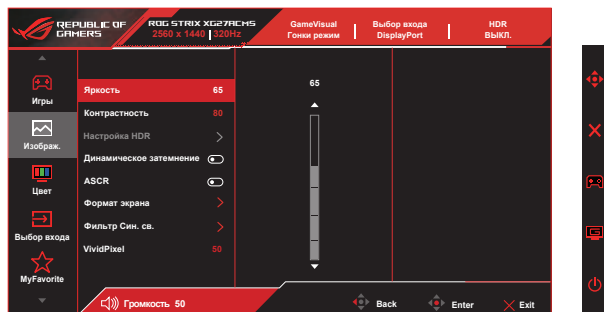 REPUBLIC OF
GAMERS
ROG STRIX XG27ACMS
2560 x 1440 320Hz
GameVisual
Гонки режим
Выбор входа
DisplayPort
HDR
ВЫКЛ.
Игры
Изображ.
Цвет
Выбор входа
MyFavorite
Яркость 65
Контрастность 80
Настройка HDR
Динамическое затемнение
ASCR
Формат экрана
Фильтр Син. св.
VividPixel 50
65
Громкость 50
Back
Enter
Exit